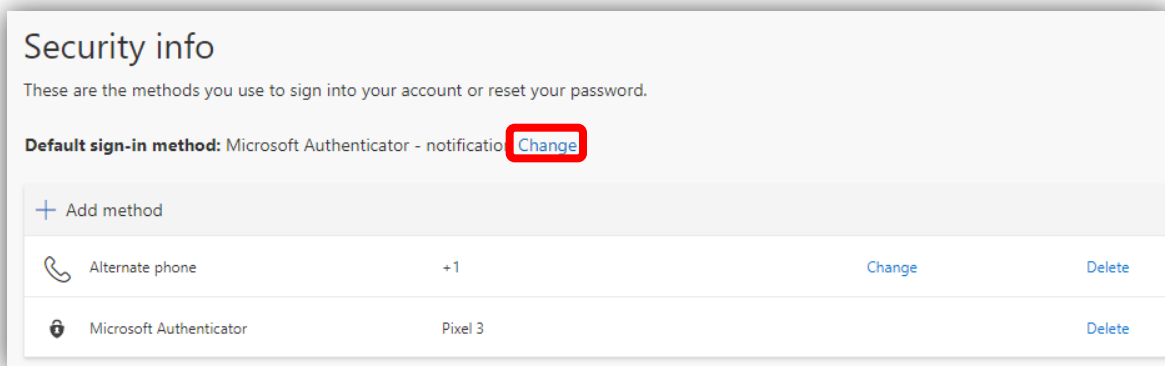 Security info
These are the methods you use to sign into your account or reset your password.
Default sign-in method: Microsoft Authenticator - notification Change
+ Add method
Alternate phone +1 Change Delete
Microsoft Authenticator Pixel 3 Delete